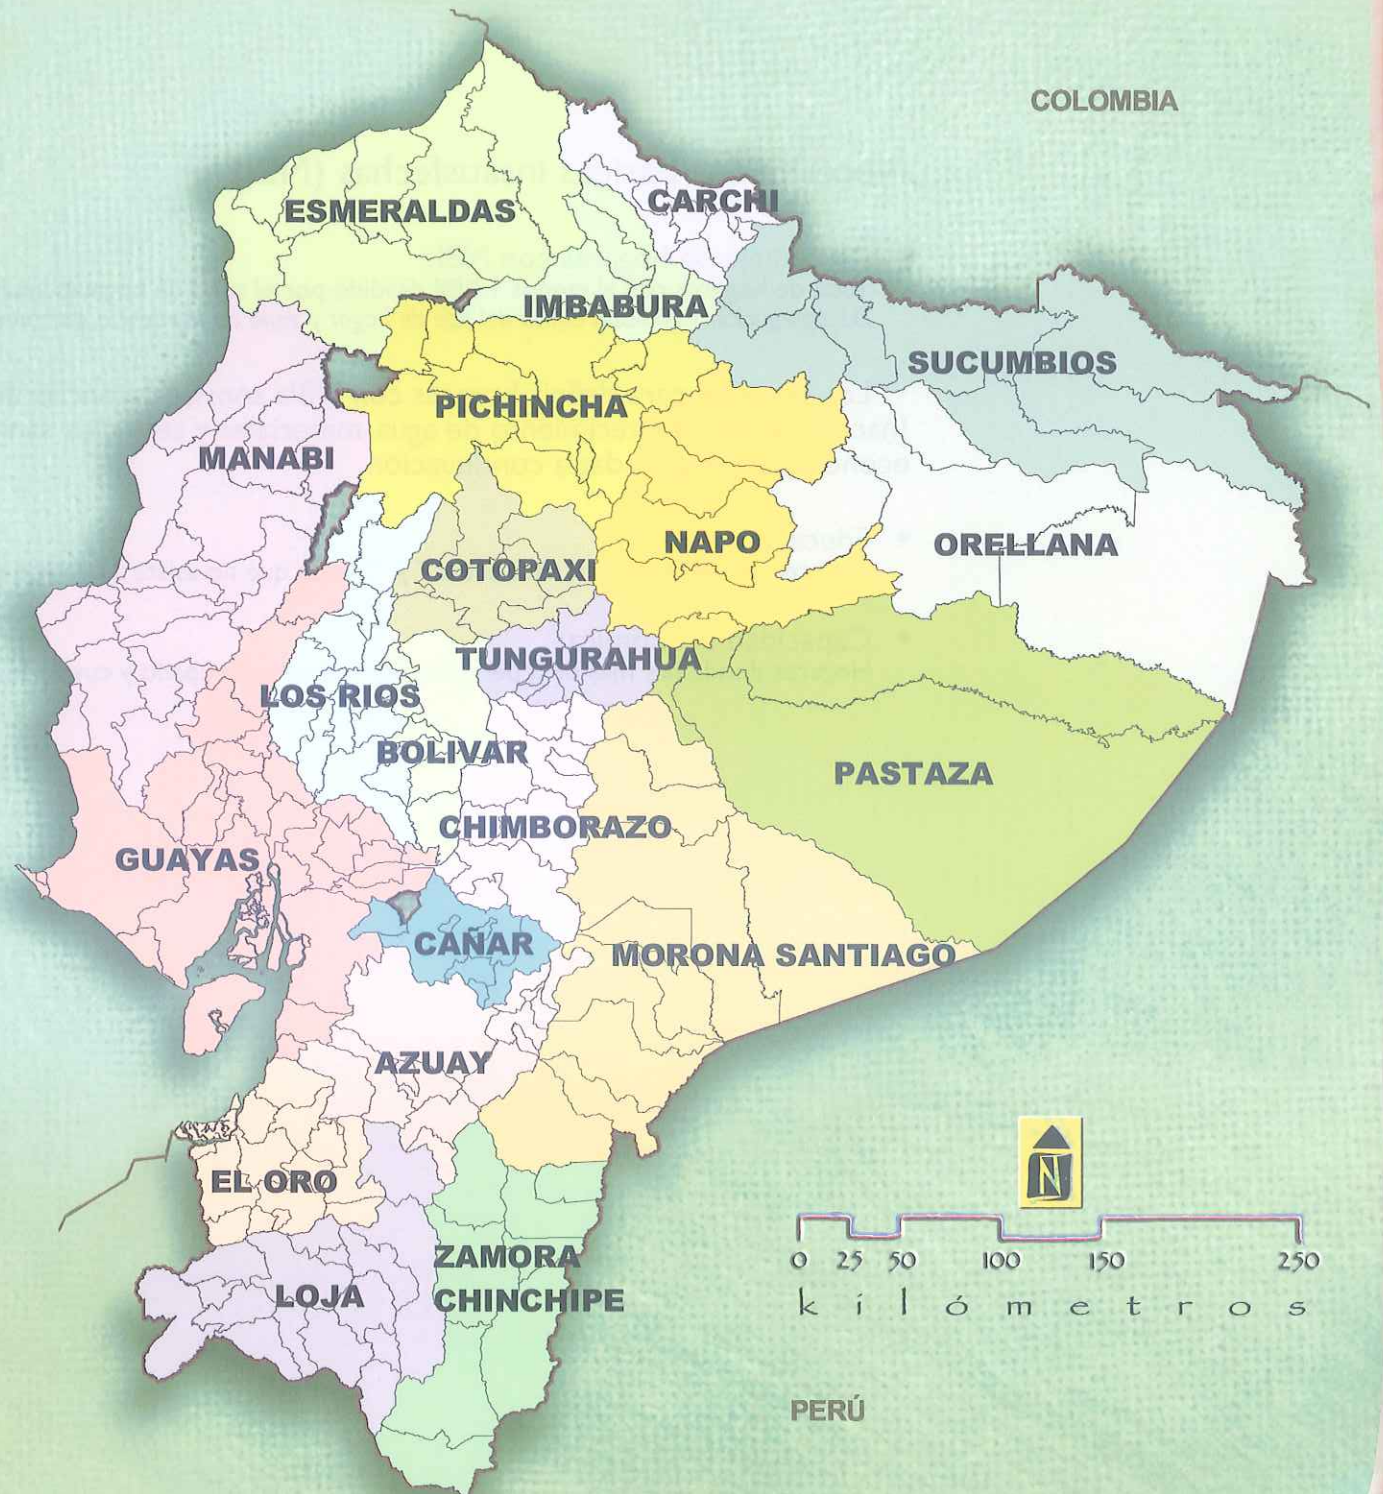 COLOMBIA
ESMERALDAS
CARCHI
IMBABURA
SUCUMBIOS
PICHINCHA
MANABI
NAPO
ORELLANA
COTOPAXI
TUNGURAHUA
LOS RIOS
BOLIVAR
PASTAZA
CHIMBORAZO
GUAYAS
CAÑAR
MORONA SANTIAGO
AZUAY
N
EL ORO
ZAMORA
CHINCHIPE
LOJA
0 25 50 100 150 250
kilómetros
PERÚ